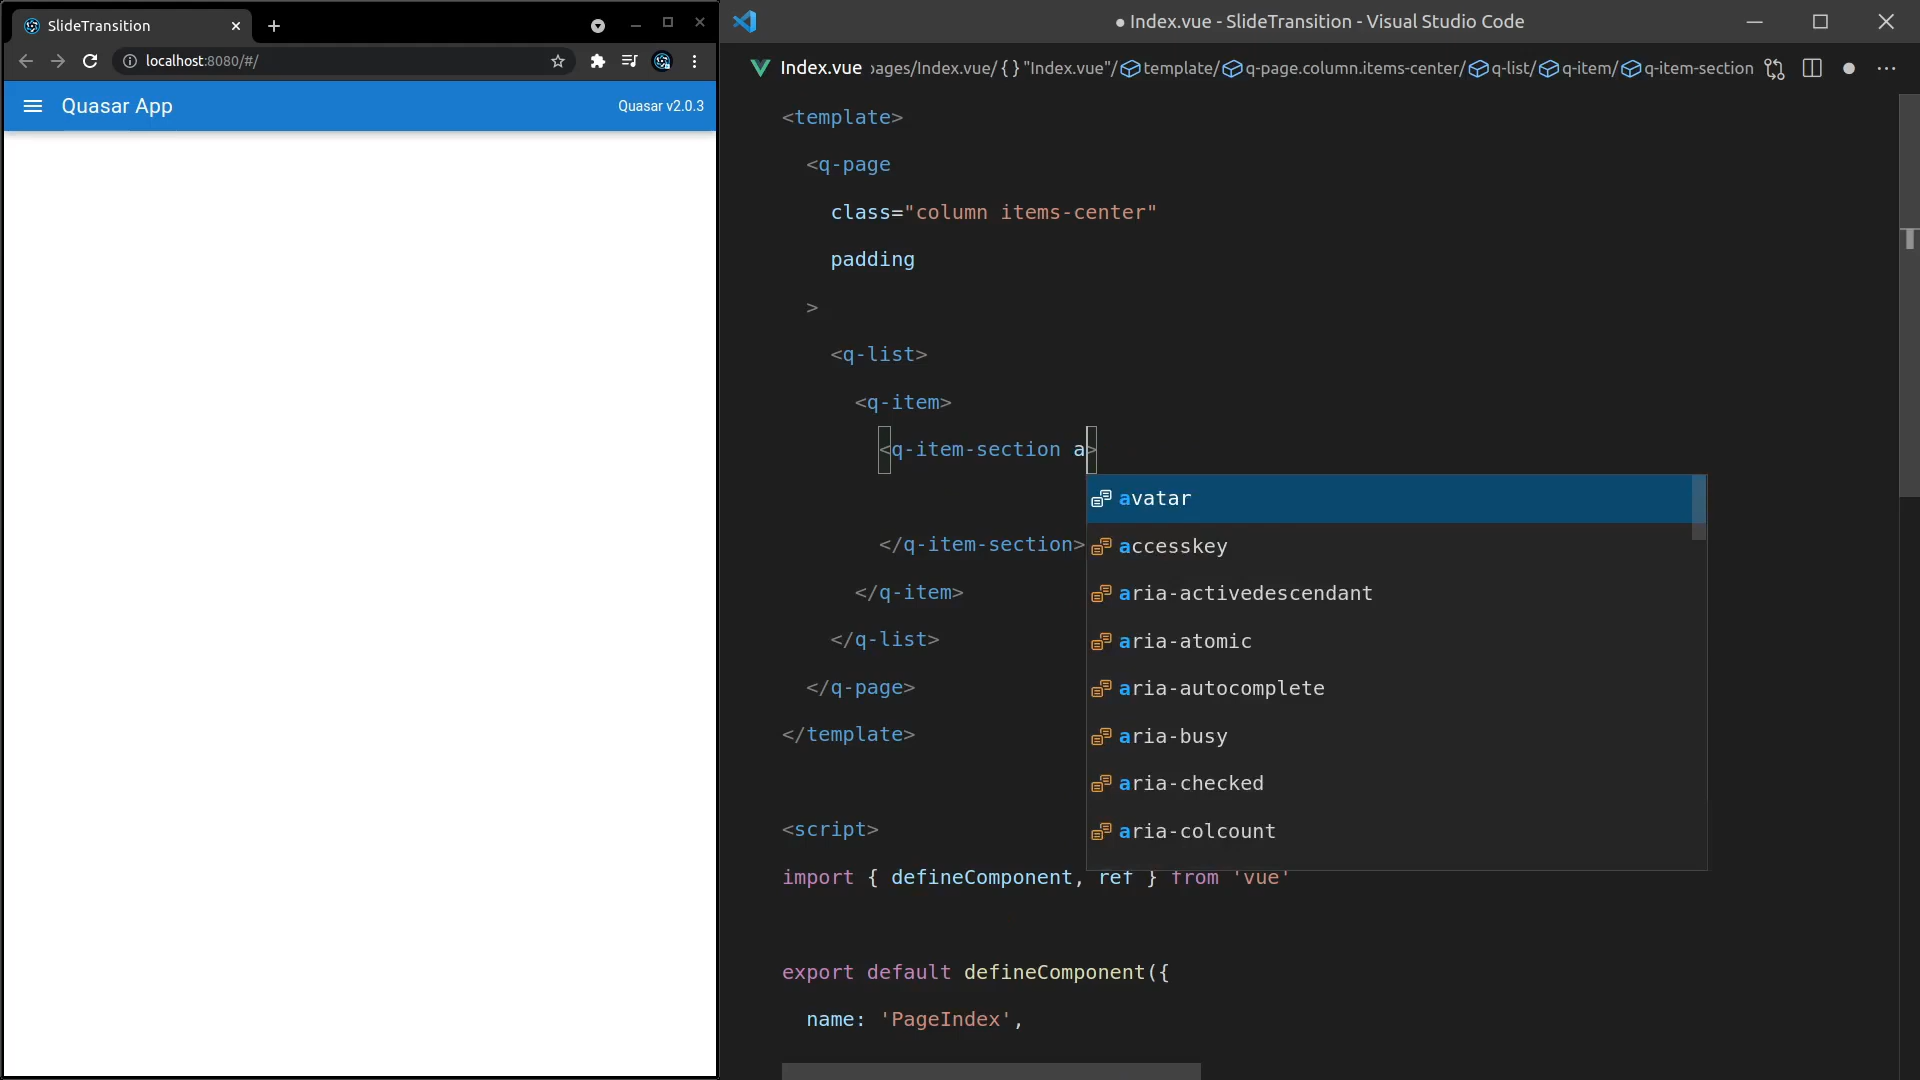 SlideTransition
localhost:8080/#/
Quasar App
Quasar v2.0.3
Index.vue - SlideTransition - Visual Studio Code
Index.vue ages/Index.vue/ {} "Index.vue"/ template/ q-page.column.items-center/ q-list/ q-item/ q-item-section
<template>
<q-page
class="column items-center"
padding
>
<q-list>
<q-item>
<q-item-section a>
</q-item-section>
</q-item>
</q-list>
</q-page>
</template>
avatar
accesskey
aria-activedescendant
aria-atomic
aria-autocomplete
aria-busy
aria-checked
aria-colcount
<script>
import { defineComponent, ref } from 'vue'
export default defineComponent({
name: 'PageIndex',